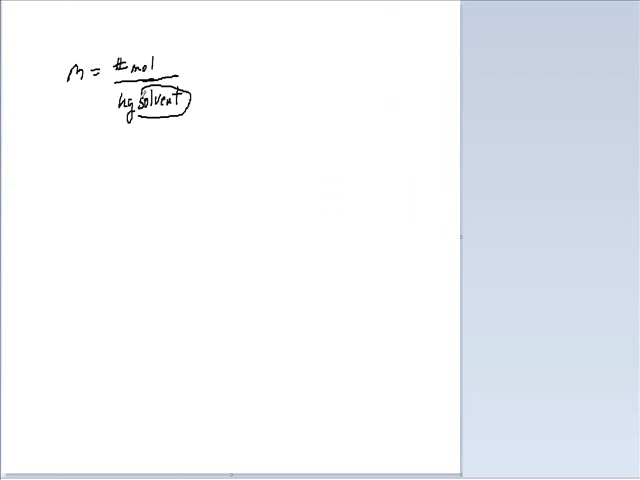 m = # mol
kg solvent